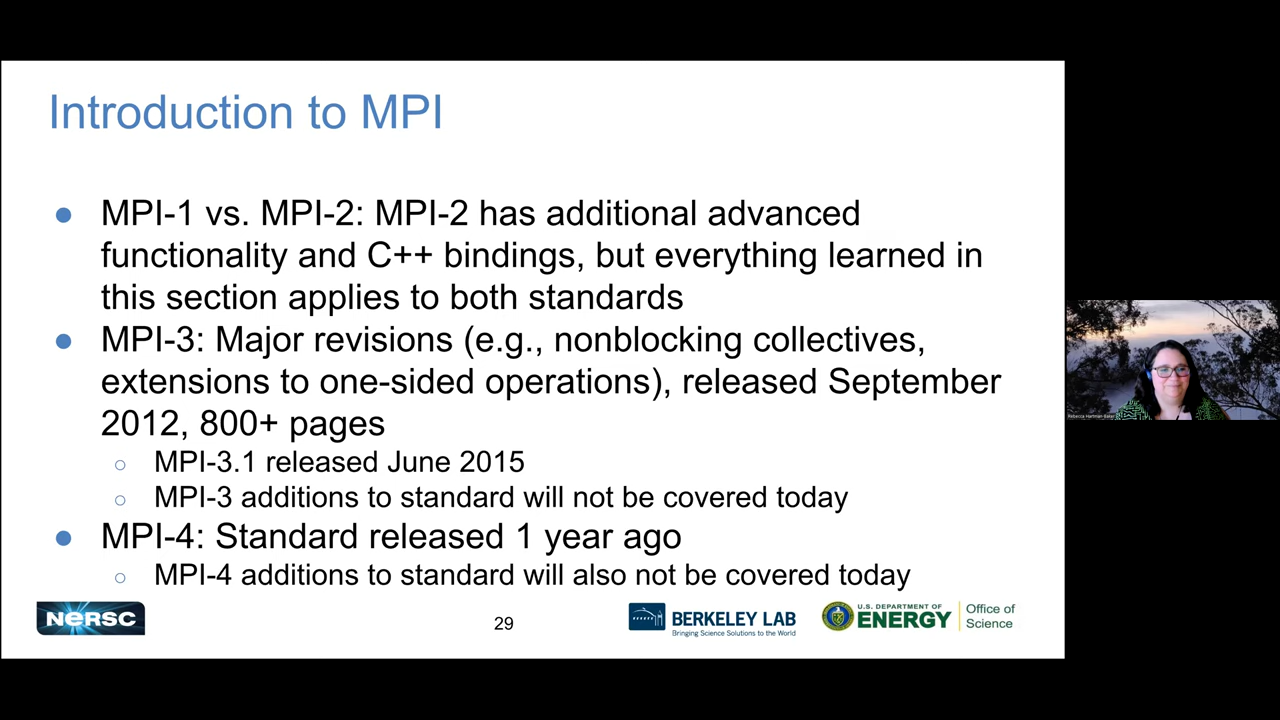 Introduction to MPI
● MPI-1 vs. MPI-2: MPI-2 has additional advanced
functionality and C++ bindings, but everything learned in
this section applies to both standards
● MPI-3: Major revisions (e.g., nonblocking collectives,
extensions to one-sided operations), released September
2012, 800+ pages
○ MPI-3.1 released June 2015
○ MPI-3 additions to standard will not be covered today
● MPI-4: Standard released 1 year ago
○ MPI-4 additions to standard will also not be covered today
NERSC
29
BERKELEY LAB
Bringing Science Solutions to the World
U.S. DEPARTMENT OF
ENERGY
Office of
Science
Rebecca Hartman-Baker